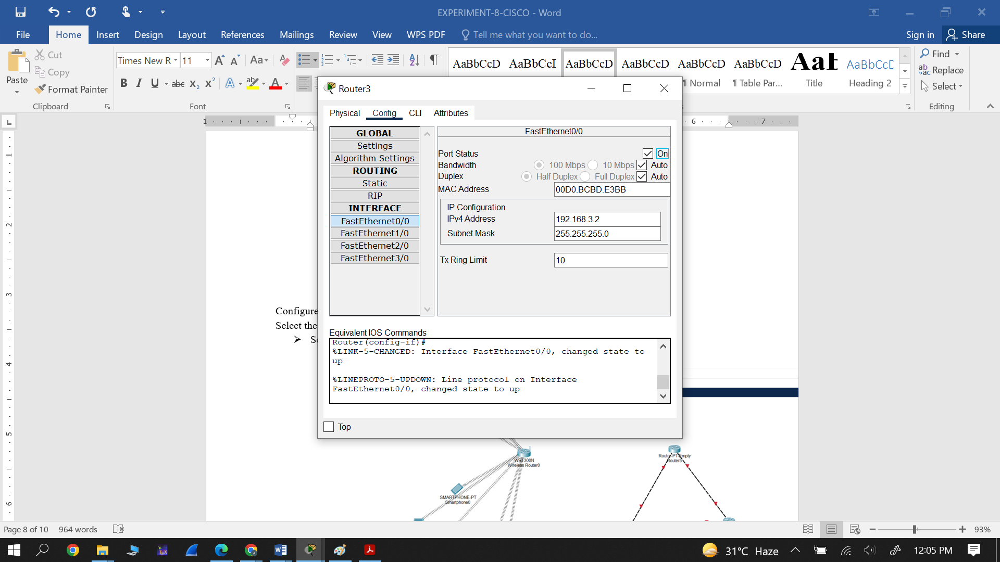 EXPERIMENT-8-CISCO - Word
File Home Insert Design Layout References Mailings Review View WPS PDF Tell me what you want to do... Sign in Share
Paste Cut Copy Format Painter
Clipboard
Times New R 11
Font
AaBbCcD AaBbCcI AaBbCcD AaBbCcD AaBbCcD AaBbCcD AaB AaBbCcC
¶ Normal ¶ Table Par... Title Heading 2
Find
Replace
Select
Editing
Router3
Physical Config CLI Attributes
GLOBAL
Settings
Algorithm Settings
ROUTING
Static
RIP
INTERFACE
FastEthernet0/0
FastEthernet1/0
FastEthernet2/0
FastEthernet3/0
FastEthernet0/0
Port Status On
Bandwidth 100 Mbps 10 Mbps Auto
Duplex Half Duplex Full Duplex Auto
MAC Address 00D0.BCBD.E3BB
IP Configuration
IPv4 Address 192.168.3.2
Subnet Mask 255.255.255.0
Tx Ring Limit 10
Equivalent IOS Commands
Router(config-if)#
%LINK-5-CHANGED: Interface FastEthernet0/0, changed state to
up
%LINEPROTO-5-UPDOWN: Line protocol on Interface
FastEthernet0/0, changed state to up
Top
Configure
Select the
WRT300N
Wireless Router0
SMARTPHONE-PT
Smartphone0
Router-PT-Empty
Router5
Page 8 of 10 964 words 93%
31°C Haze 12:05 PM